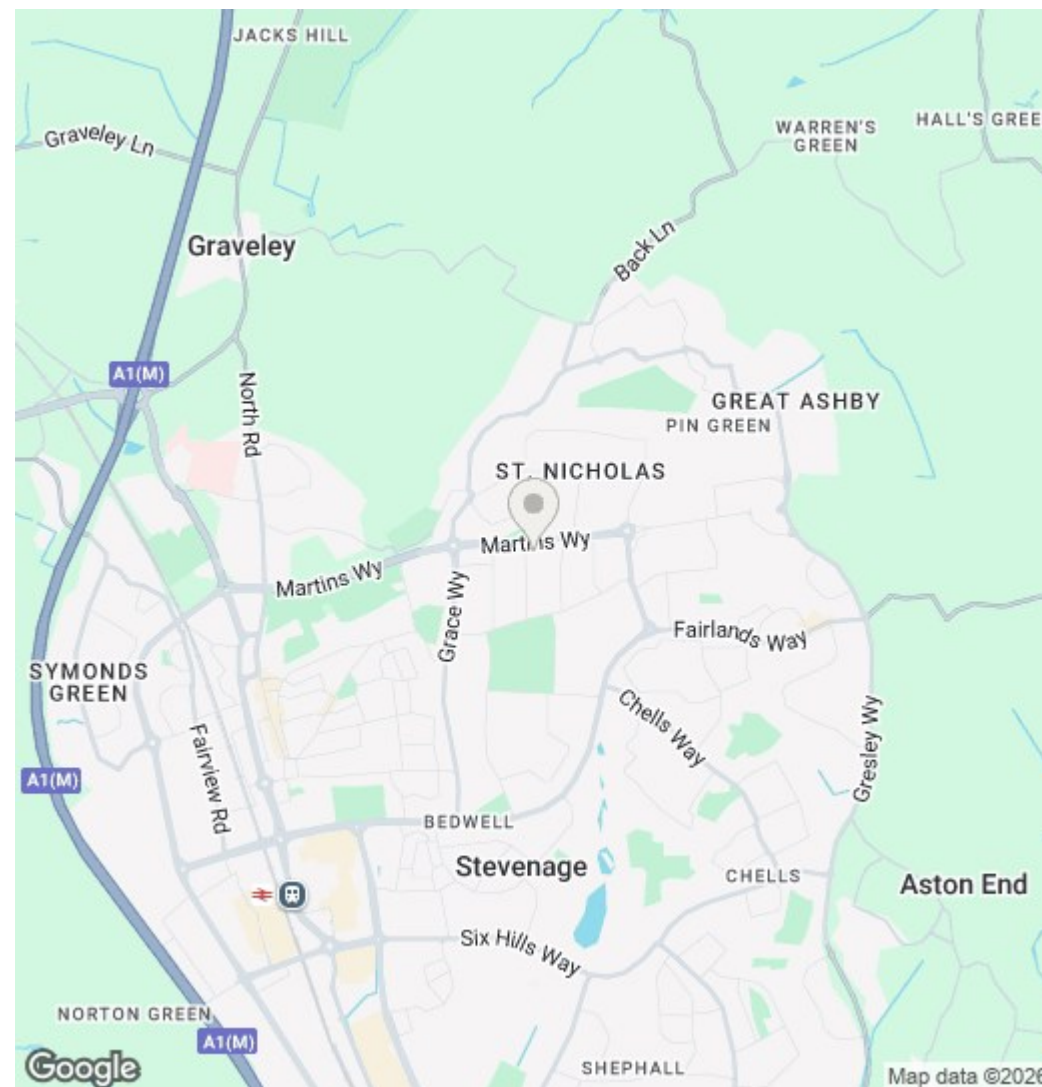 JACKS HILL
Graveley Ln
WARREN'S
GREEN
HALL'S GREE
Graveley
Back Ln
A1(M)
North Rd
GREAT ASHBY
PIN GREEN
ST. NICHOLAS
Martins Wy
Martins Wy
Grace Wy
Fairlands Way
SYMONDS
GREEN
Chells Way
Gresley Wy
Fairview Rd
A1(M)
BEDWELL
Stevenage
CHELLS
Aston End
Six Hills Way
NORTON GREEN
A1(M)
SHEPHALL
Google
Map data ©2026